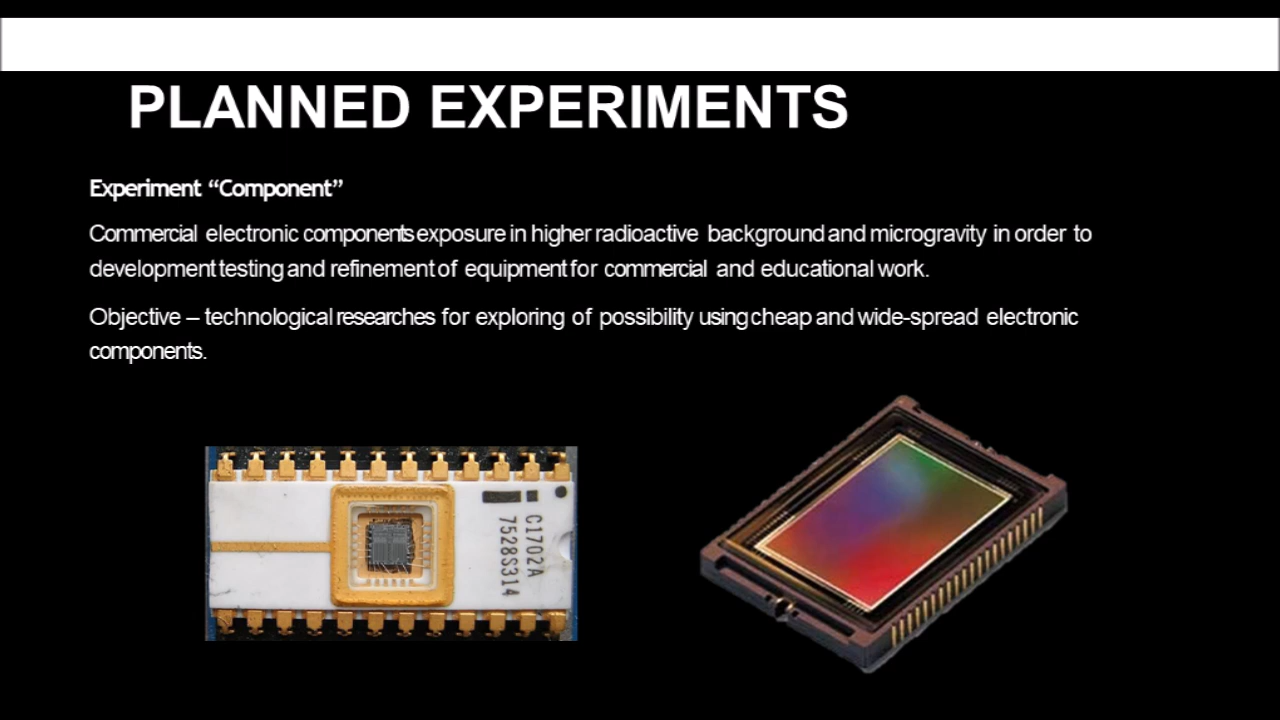 PLANNED EXPERIMENTS
Experiment “Component”
Commercial electronic components exposure in higher radioactive background and microgravity in order to
development testing and refinement of equipment for commercial and educational work.
Objective – technological researches for exploring of possibility using cheap and wide-spread electronic
components.
C1702A
7528S314